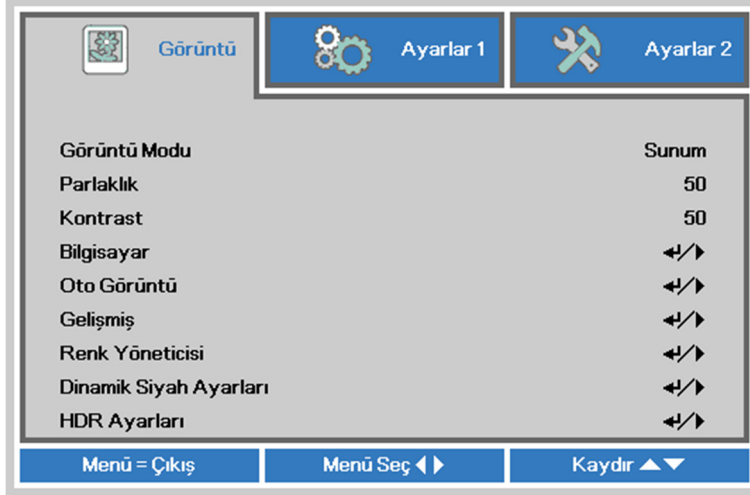 Görüntü Ayarlar 1 Ayarlar 2
Görüntü Modu Sunum
Parlaklık 50
Kontrast 50
Bilgisayar ↵/▶
Oto Görüntü ↵/▶
Gelişmiş ↵/▶
Renk Yöneticisi ↵/▶
Dinamik Siyah Ayarları ↵/▶
HDR Ayarları ↵/▶
Menü = Çıkış Menü Seç ◀▶ Kaydır ▲▼